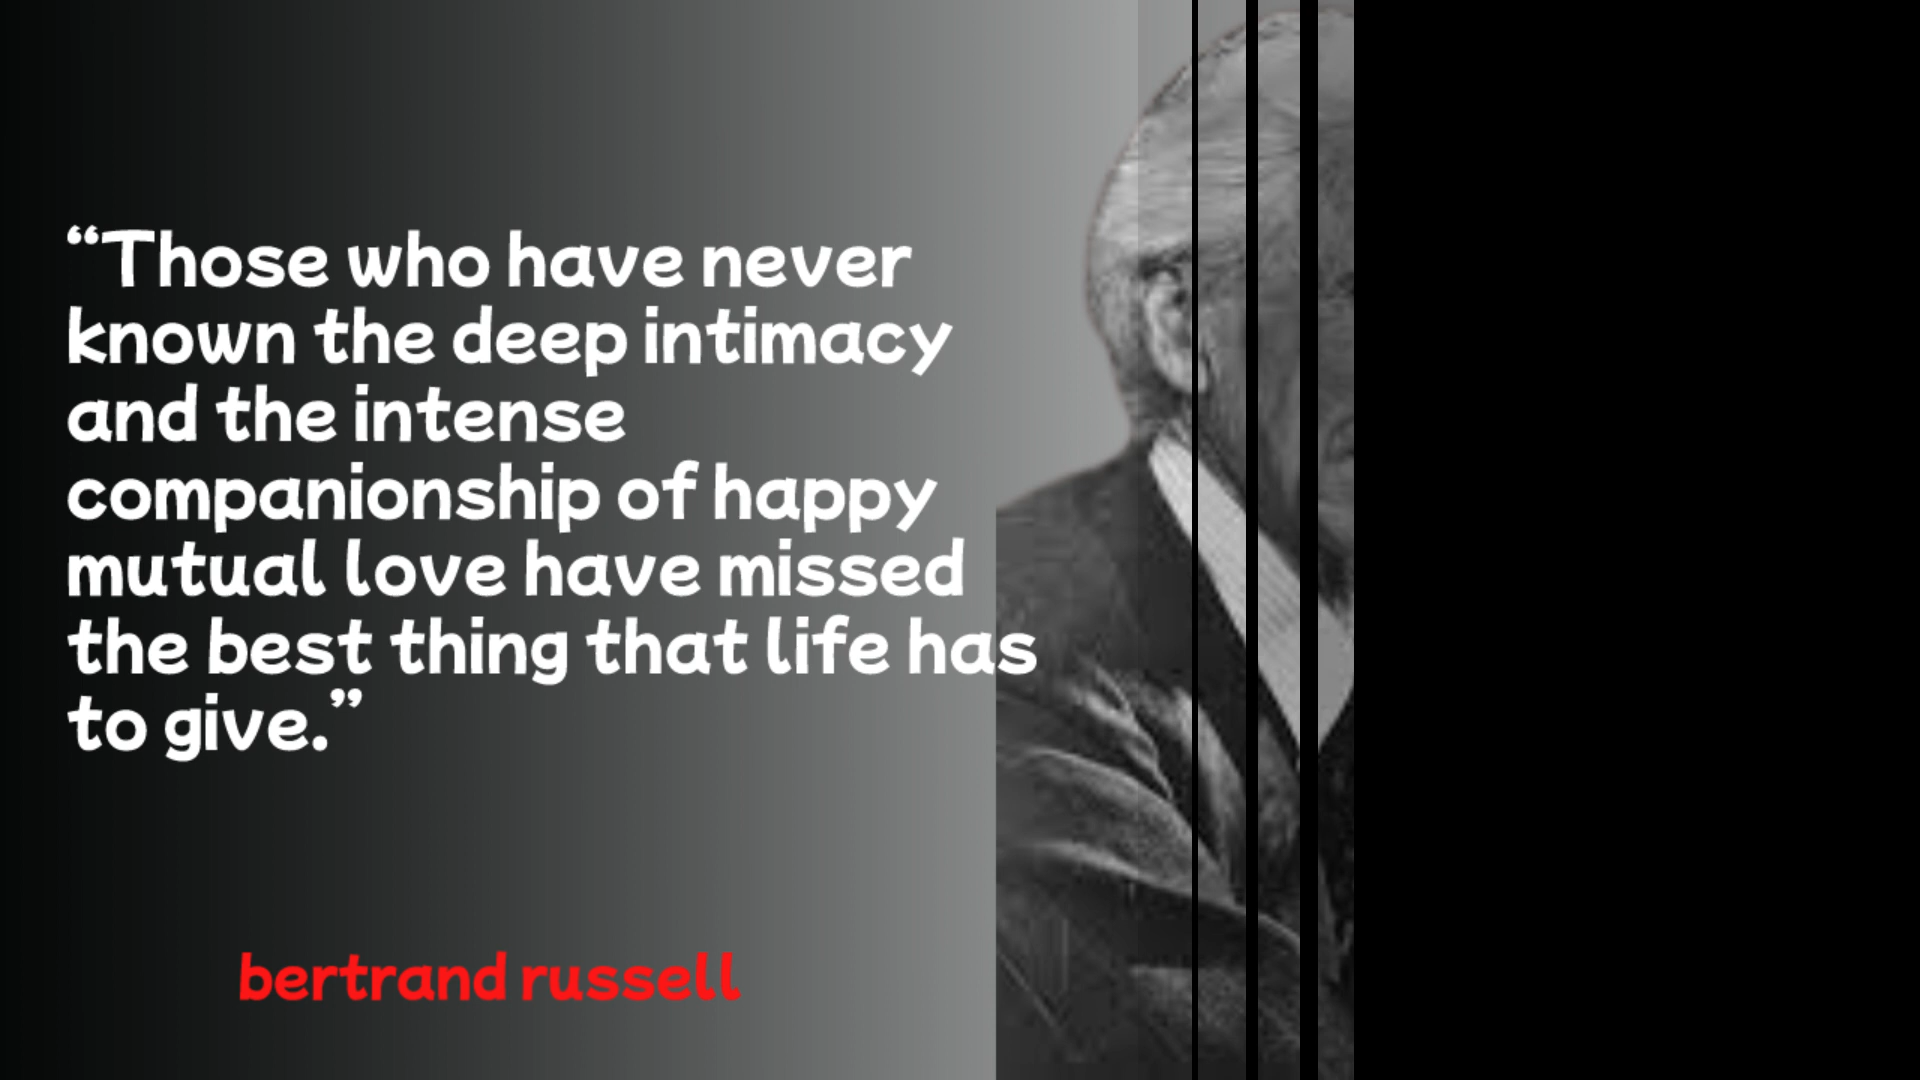 “Those who have never
known the deep intimacy
and the intense
companionship of happy
mutual love have missed
the best thing that life has
to give.”
bertrand russell